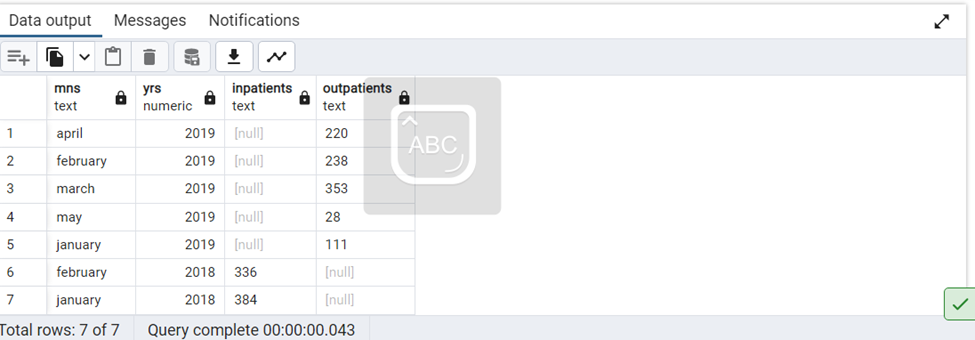 Data output Messages Notifications
mns yrs inpatients outpatients
text numeric text text
ABC
1 april 2019 [null] 220
2 february 2019 [null] 238
3 march 2019 [null] 353
4 may 2019 [null] 28
5 january 2019 [null] 111
6 february 2018 336 [null]
7 january 2018 384 [null]
Total rows: 7 of 7 Query complete 00:00:00.043